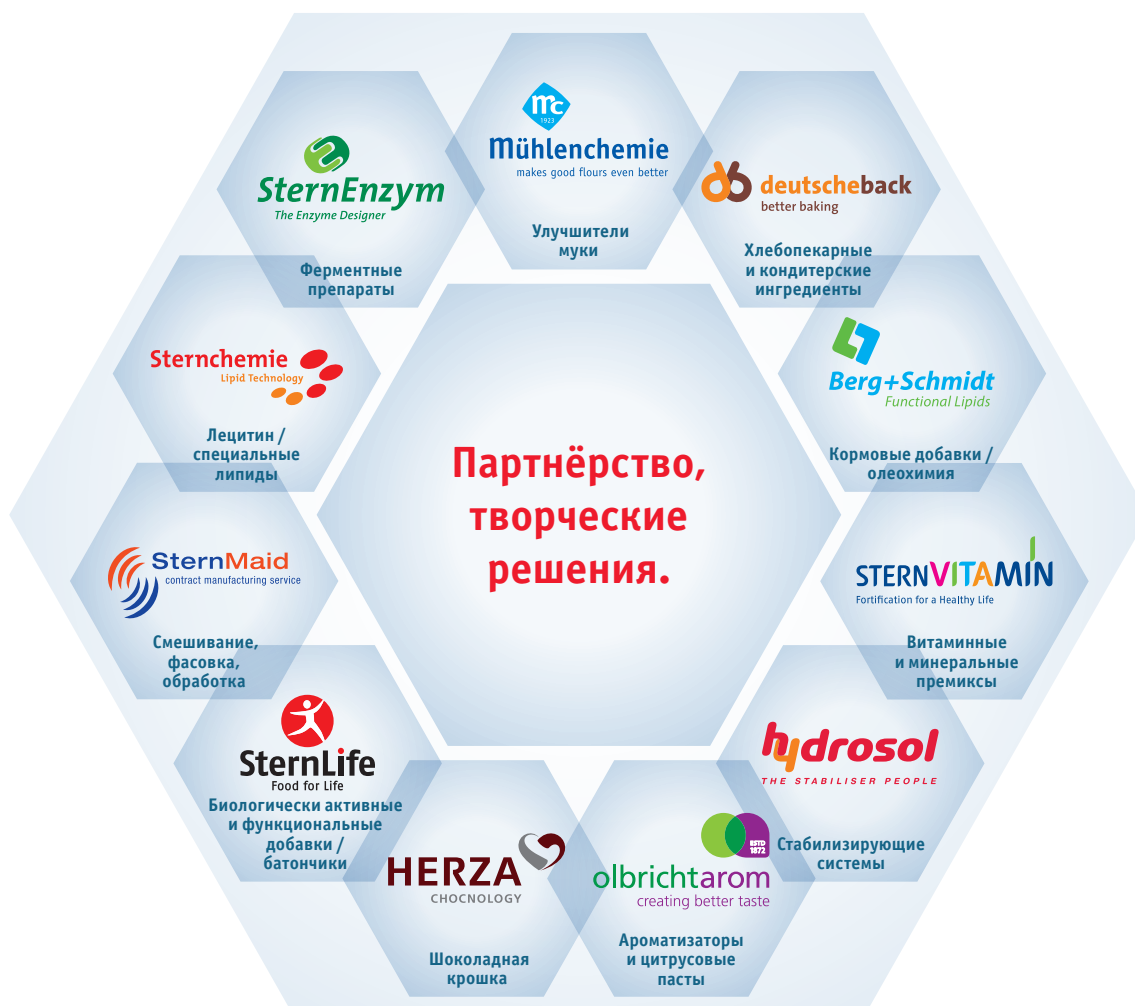 mc
1923
Mühlenchemie
makes good flours even better
Улучшители
муки
deutscheback
better baking
Хлебопекарные
и кондитерские
ингредиенты
Berg+Schmidt
Functional Lipids
Кормовые добавки /
олеохимия
STERNVITAMIN
Fortification for a Healthy Life
Витаминные
и минеральные
премиксы
hydrosol
THE STABILISER PEOPLE
Стабилизирующие
системы
ESTD
1872
olbrichtarom
creating better taste
Ароматизаторы
и цитрусовые
пасты
HERZA
CHOCNOLOGY
Шоколадная
крошка
SternLife
Food for Life
Биологически активные
и функциональные
добавки /
батончики
SternMaid
contract manufacturing service
Смешивание,
фасовка,
обработка
Sternchemie
Lipid Technology
Лецитин /
специальные
липиды
SternEnzym
The Enzyme Designer
Ферментные
препараты
Партнёрство,
творческие
решения.